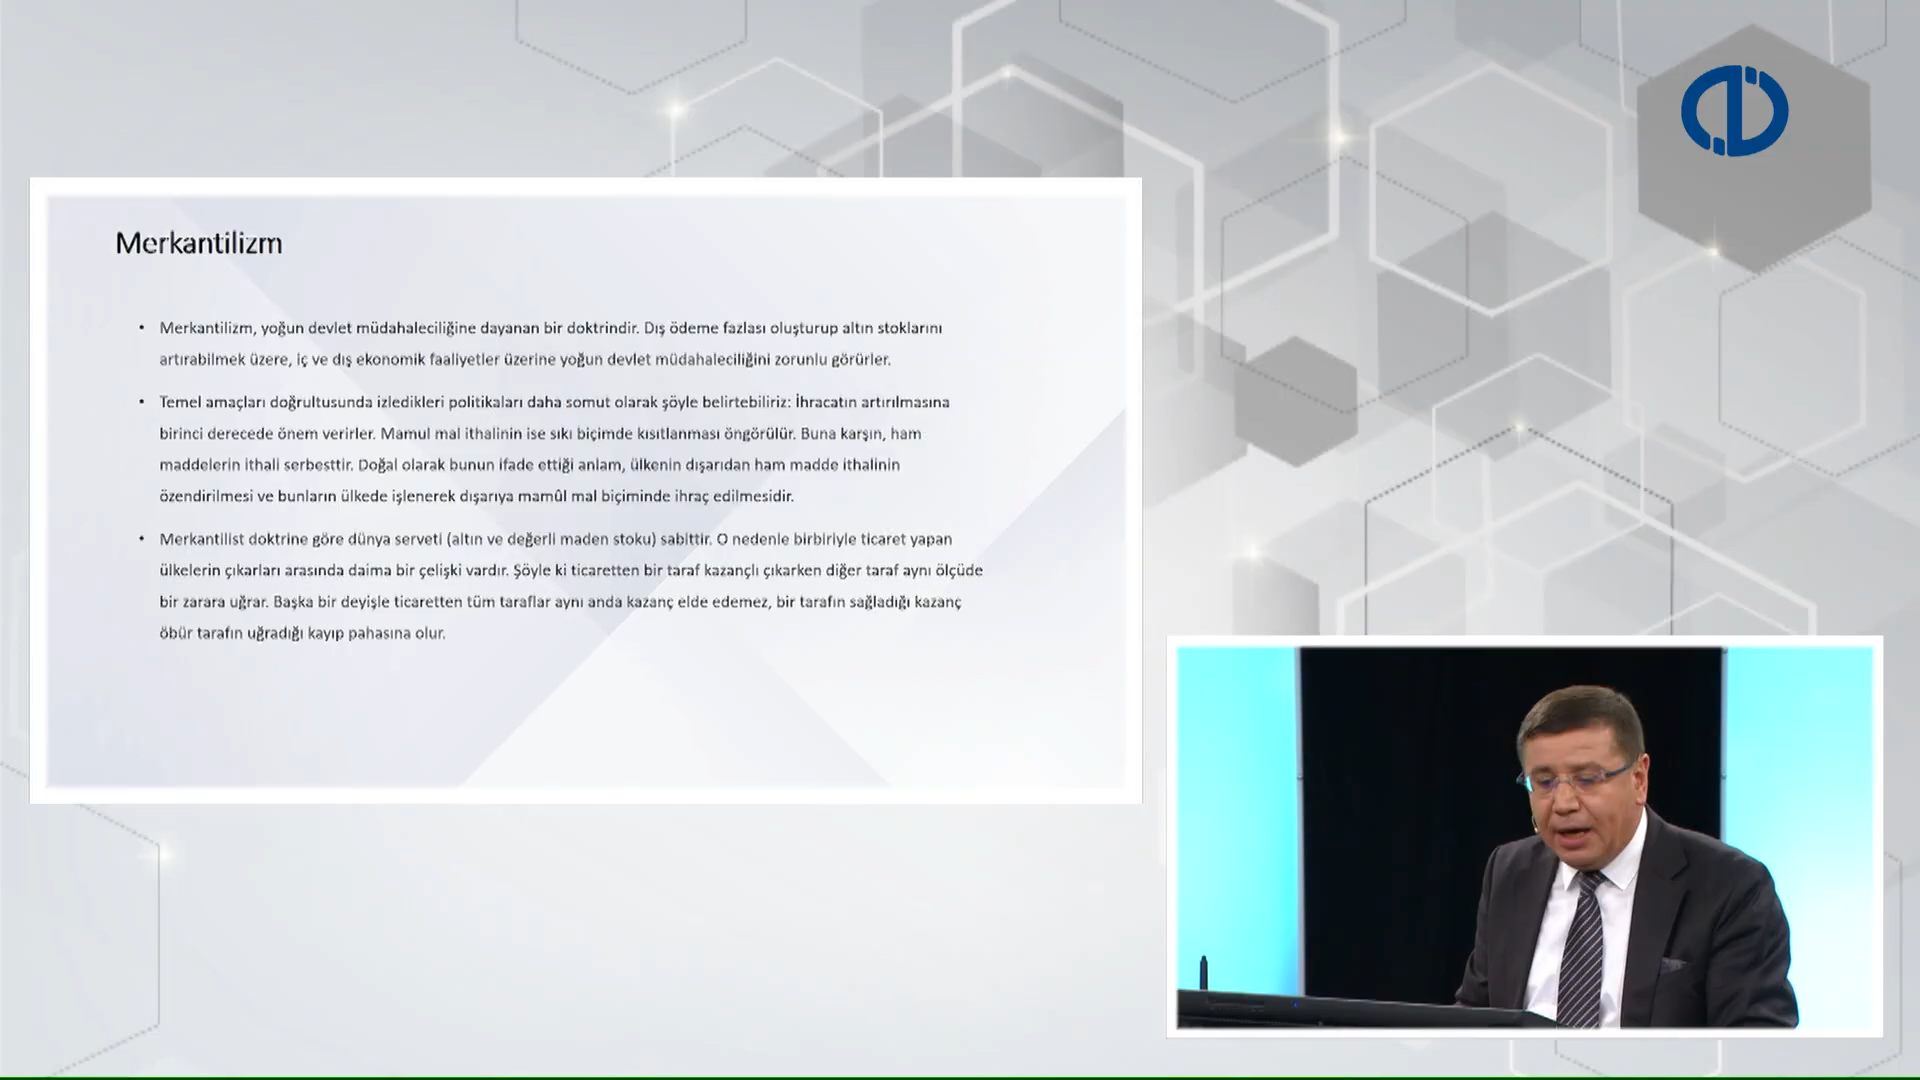 Merkantilizm
• Merkantilizm, yoğun devlet müdahaleciliğine dayanan bir doktrindir. Dış ödeme fazlası oluşturup altın stoklarını
artırabilmek üzere, iç ve dış ekonomik faaliyetler üzerine yoğun devlet müdahaleciliğini zorunlu görürler.
• Temel amaçları doğrultusunda izledikleri politikaları daha somut olarak şöyle belirtebiliriz: İhracatın artırılmasına
birinci derecede önem verirler. Mamul mal ithalinin ise sıkı biçimde kısıtlanması öngörülür. Buna karşın, ham
maddelerin ithali serbesttir. Doğal olarak bunun ifade ettiği anlam, ülkenin dışarıdan ham madde ithalinin
özendirilmesi ve bunların ülkede işlenerek dışarıya mamûl mal biçiminde ihraç edilmesidir.
• Merkantilist doktrine göre dünya serveti (altın ve değerli maden stoku) sabittir. O nedenle birbiriyle ticaret yapan
ülkelerin çıkarları arasında daima bir çelişki vardır. Şöyle ki ticaretten bir taraf kazançlı çıkarken diğer taraf aynı ölçüde
bir zarara uğrar. Başka bir deyişle ticaretten tüm taraflar aynı anda kazanç elde edemez, bir tarafın sağladığı kazanç
öbür tarafın uğradığı kayıp pahasına olur.